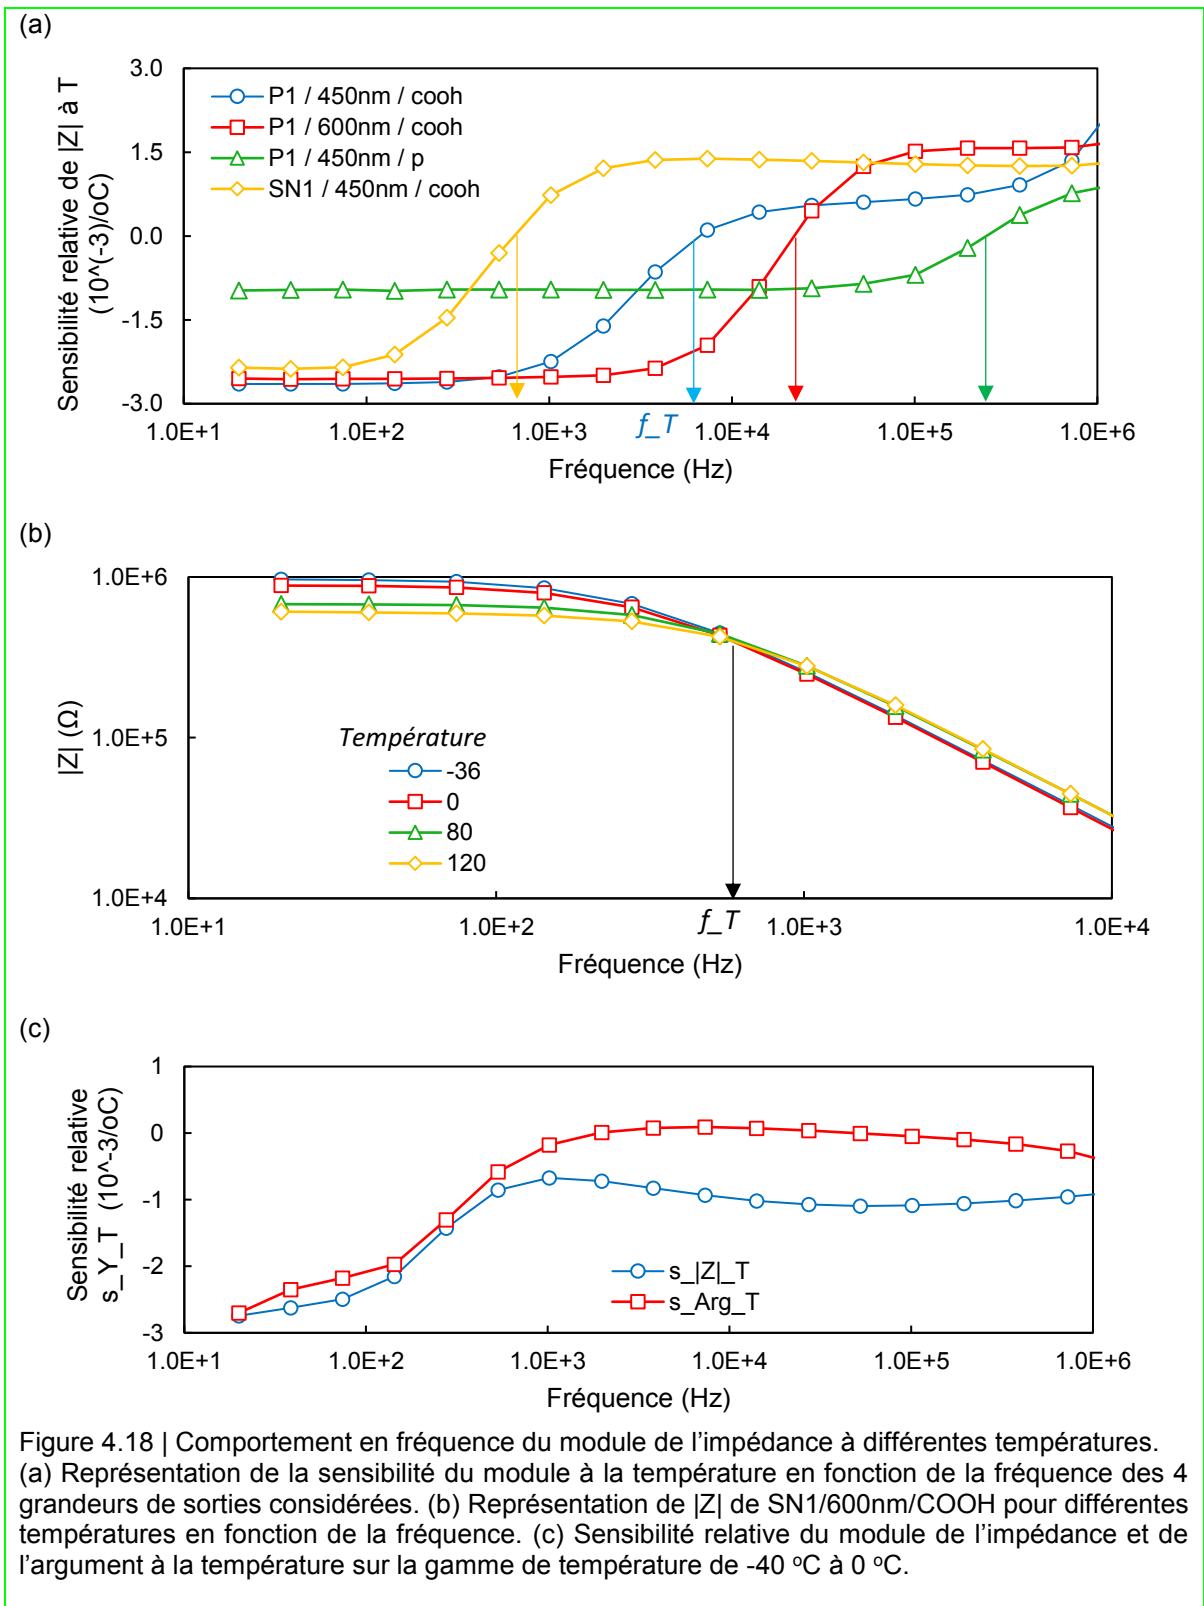 (a)
Sensibilité relative de |Z| à T
(10^(-3)/oC)
3.0
1.5
0.0
-1.5
-3.0
P1 / 450nm / cooh
P1 / 600nm / cooh
P1 / 450nm / p
SN1 / 450nm / cooh
1.0E+1
1.0E+2
1.0E+3
f_T
1.0E+4
1.0E+5
1.0E+6
Fréquence (Hz)
(b)
|Z| (Ω)
1.0E+6
1.0E+5
1.0E+4
Température
-36
0
80
120
1.0E+1
1.0E+2
f_T
1.0E+3
1.0E+4
Fréquence (Hz)
(c)
Sensibilité relative
s_Y_T (10^-3/oC)
1
0
-1
-2
-3
s_|Z|_T
s_Arg_T
1.0E+1
1.0E+2
1.0E+3
1.0E+4
1.0E+5
1.0E+6
Fréquence (Hz)
Figure 4.18 | Comportement en fréquence du module de l'impédance à différentes températures.
(a) Représentation de la sensibilité du module à la température en fonction de la fréquence des 4
grandeurs de sorties considérées. (b) Représentation de |Z| de SN1/600nm/COOH pour différentes
températures en fonction de la fréquence. (c) Sensibilité relative du module de l'impédance et de
l'argument à la température sur la gamme de température de -40 ºC à 0 ºC.